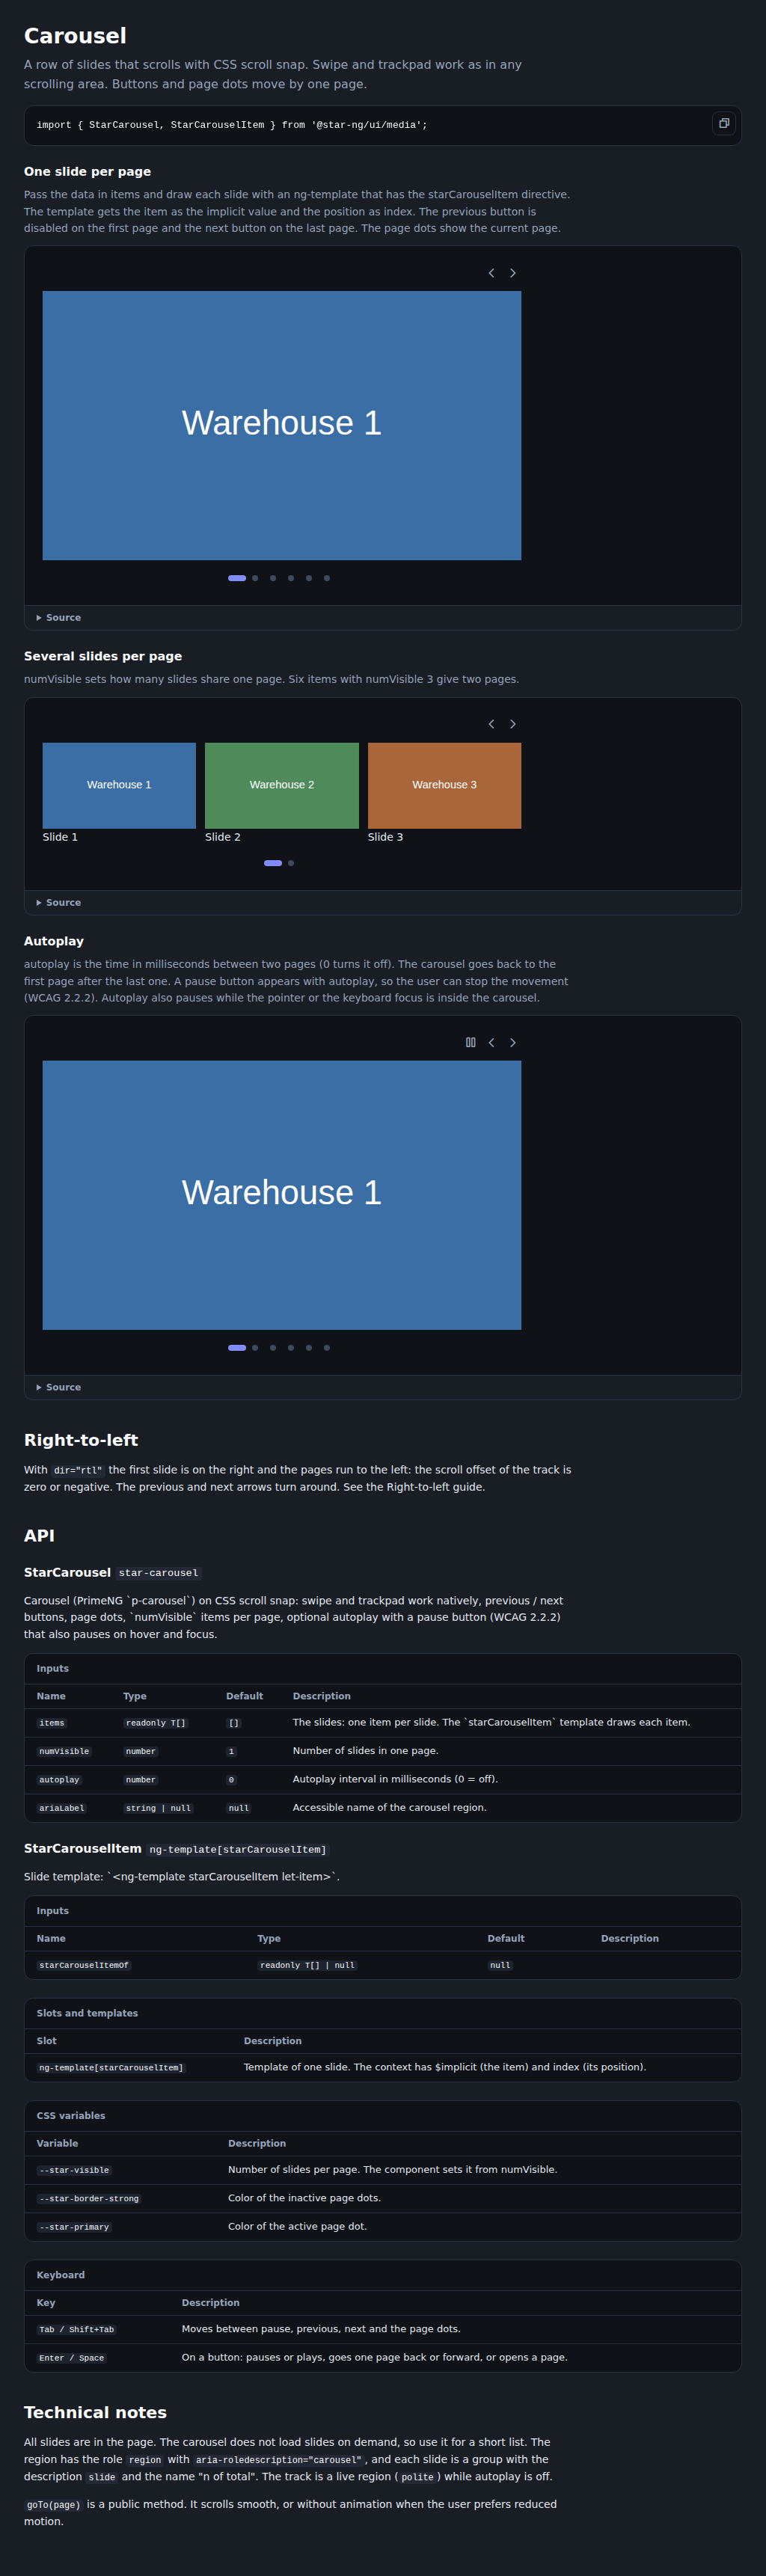 Carousel
A row of slides that scrolls with CSS scroll snap. Swipe and trackpad work as in any
scrolling area. Buttons and page dots move by one page.
import { StarCarousel, StarCarouselItem } from '@star-ng/ui/media';
One slide per page
Pass the data in items and draw each slide with an ng-template that has the starCarouselItem directive.
The template gets the item as the implicit value and the position as index. The previous button is
disabled on the first page and the next button on the last page. The page dots show the current page.
Warehouse 1
Source
Several slides per page
numVisible sets how many slides share one page. Six items with numVisible 3 give two pages.
Warehouse 1 Warehouse 2 Warehouse 3
Slide 1 Slide 2 Slide 3
Source
Autoplay
autoplay is the time in milliseconds between two pages (0 turns it off). The carousel goes back to the
first page after the last one. A pause button appears with autoplay, so the user can stop the movement
(WCAG 2.2.2). Autoplay also pauses while the pointer or the keyboard focus is inside the carousel.
Warehouse 1
Source
Right-to-left
With dir="rtl" the first slide is on the right and the pages run to the left: the scroll offset of the track is
zero or negative. The previous and next arrows turn around. See the Right-to-left guide.
API
StarCarousel star-carousel
Carousel (PrimeNG `p-carousel`) on CSS scroll snap: swipe and trackpad work natively, previous / next
buttons, page dots, `numVisible` items per page, optional autoplay with a pause button (WCAG 2.2.2)
that also pauses on hover and focus.
Inputs
Name Type Default Description
items readonly T[] [] The slides: one item per slide. The `starCarouselItem` template draws each item.
numVisible number 1 Number of slides in one page.
autoplay number 0 Autoplay interval in milliseconds (0 = off).
ariaLabel string | null null Accessible name of the carousel region.
StarCarouselItem ng-template[starCarouselItem]
Slide template: `<ng-template starCarouselItem let-item>`.
Inputs
Name Type Default Description
starCarouselItemOf readonly T[] | null null
Slots and templates
Slot Description
ng-template[starCarouselItem] Template of one slide. The context has $implicit (the item) and index (its position).
CSS variables
Variable Description
--star-visible Number of slides per page. The component sets it from numVisible.
--star-border-strong Color of the inactive page dots.
--star-primary Color of the active page dot.
Keyboard
Key Description
Tab / Shift+Tab Moves between pause, previous, next and the page dots.
Enter / Space On a button: pauses or plays, goes one page back or forward, or opens a page.
Technical notes
All slides are in the page. The carousel does not load slides on demand, so use it for a short list. The
region has the role region with aria-roledescription="carousel", and each slide is a group with the
description slide and the name "n of total". The track is a live region (polite) while autoplay is off.
goTo(page) is a public method. It scrolls smooth, or without animation when the user prefers reduced
motion.